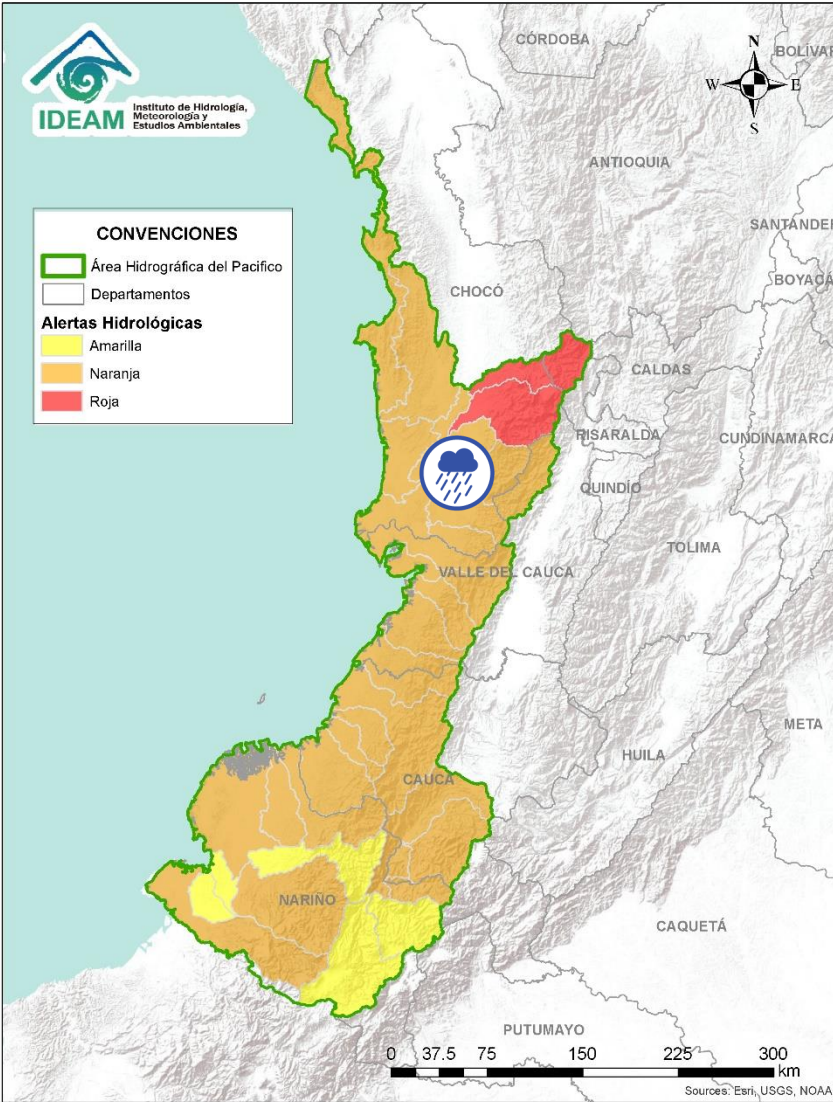 IDEAM
Instituto de Hidrología,
Meteorología y
Estudios Ambientales
CÓRDOBA
BOLÍVAR
N
W
E
S
ANTIOQUIA
SANTANDER
BOYACÁ
CONVENCIONES
Área Hidrográfica del Pacifico
Departamentos
Alertas Hidrológicas
Amarilla
Naranja
Roja
CHOCÓ
CALDAS
RISARALDA
CUNDINAMARCA
QUINDÍO
TOLIMA
VALLE DEL CAUCA
META
HUILA
CAUCA
NARIÑO
CAQUETÁ
PUTUMAYO
0 37.5 75 150 225 300
km
Sources: Esri, USGS, NOAA